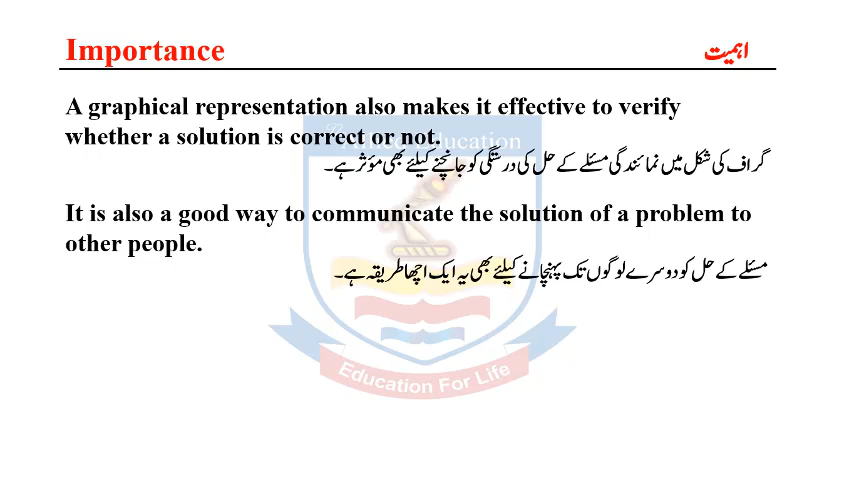 Importance
اہمیت
A graphical representation also makes it effective to verify
whether a solution is correct or not.
گراف کی شکل میں نمائندگی مسئلے کے حل کی درستگی کو جانچنے کیلئے بھی مؤثر ہے۔
It is also a good way to communicate the solution of a problem to
other people.
مسئلے کے حل کو دوسرے لوگوں تک پہنچانے کیلئے بھی یہ ایک اچھا طریقہ ہے۔
Allied Education
Education For Life